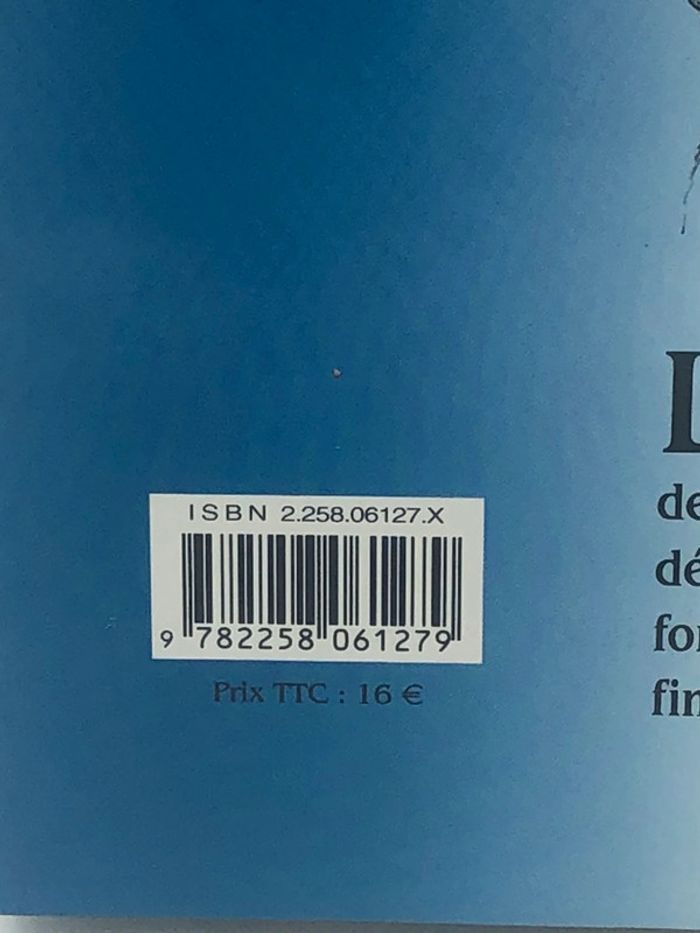 ISBN 2.258.06127.X
9 782258 061279
Prix TTC : 16 €